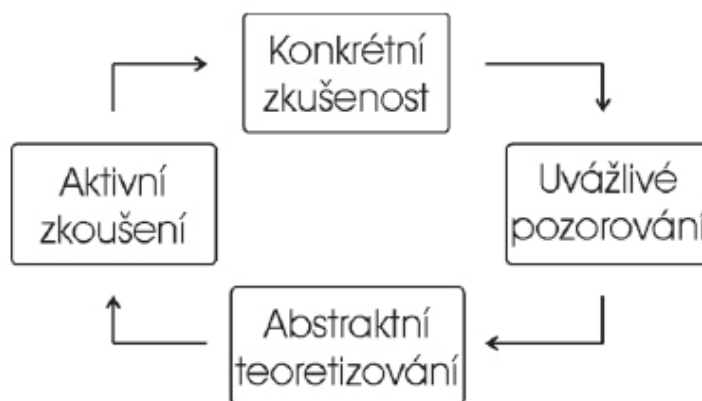 Konkrétní
zkušenost
Aktivní
zkoušení
Uvážlivé
pozorování
Abstraktní
teoretizování